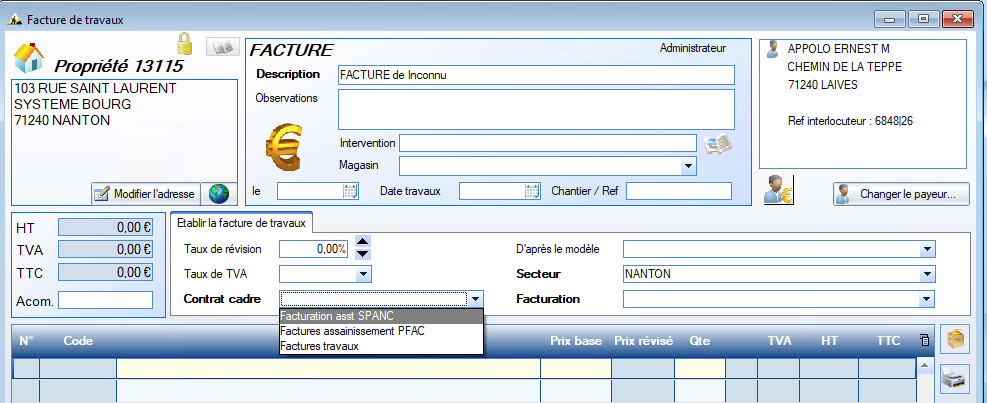 Facture de travaux
Propriété 13115
103 RUE SAINT LAURENT
SYSTEME BOURG
71240 NANTON
Modifier l'adresse
FACTURE
Administrateur
Description
FACTURE de Inconnu
Observations
Intervention
Magasin
le
Date travaux
Chantier / Ref
APPOLO ERNEST M
CHEMIN DE LA TEPPE
71240 LAIVES
Ref interlocuteur : 6848|26
Changer le payeur...
HT 0,00 €
TVA 0,00 €
TTC 0,00 €
Acom.
Etablir la facture de travaux
Taux de révision 0,00%
D'après le modèle
Taux de TVA
Secteur NANTON
Contrat cadre
Facturation
Facturation asst SPANC
Factures assainissement PFAC
Factures travaux
N° Code Prix base Prix révisé Qte TVA HT TTC